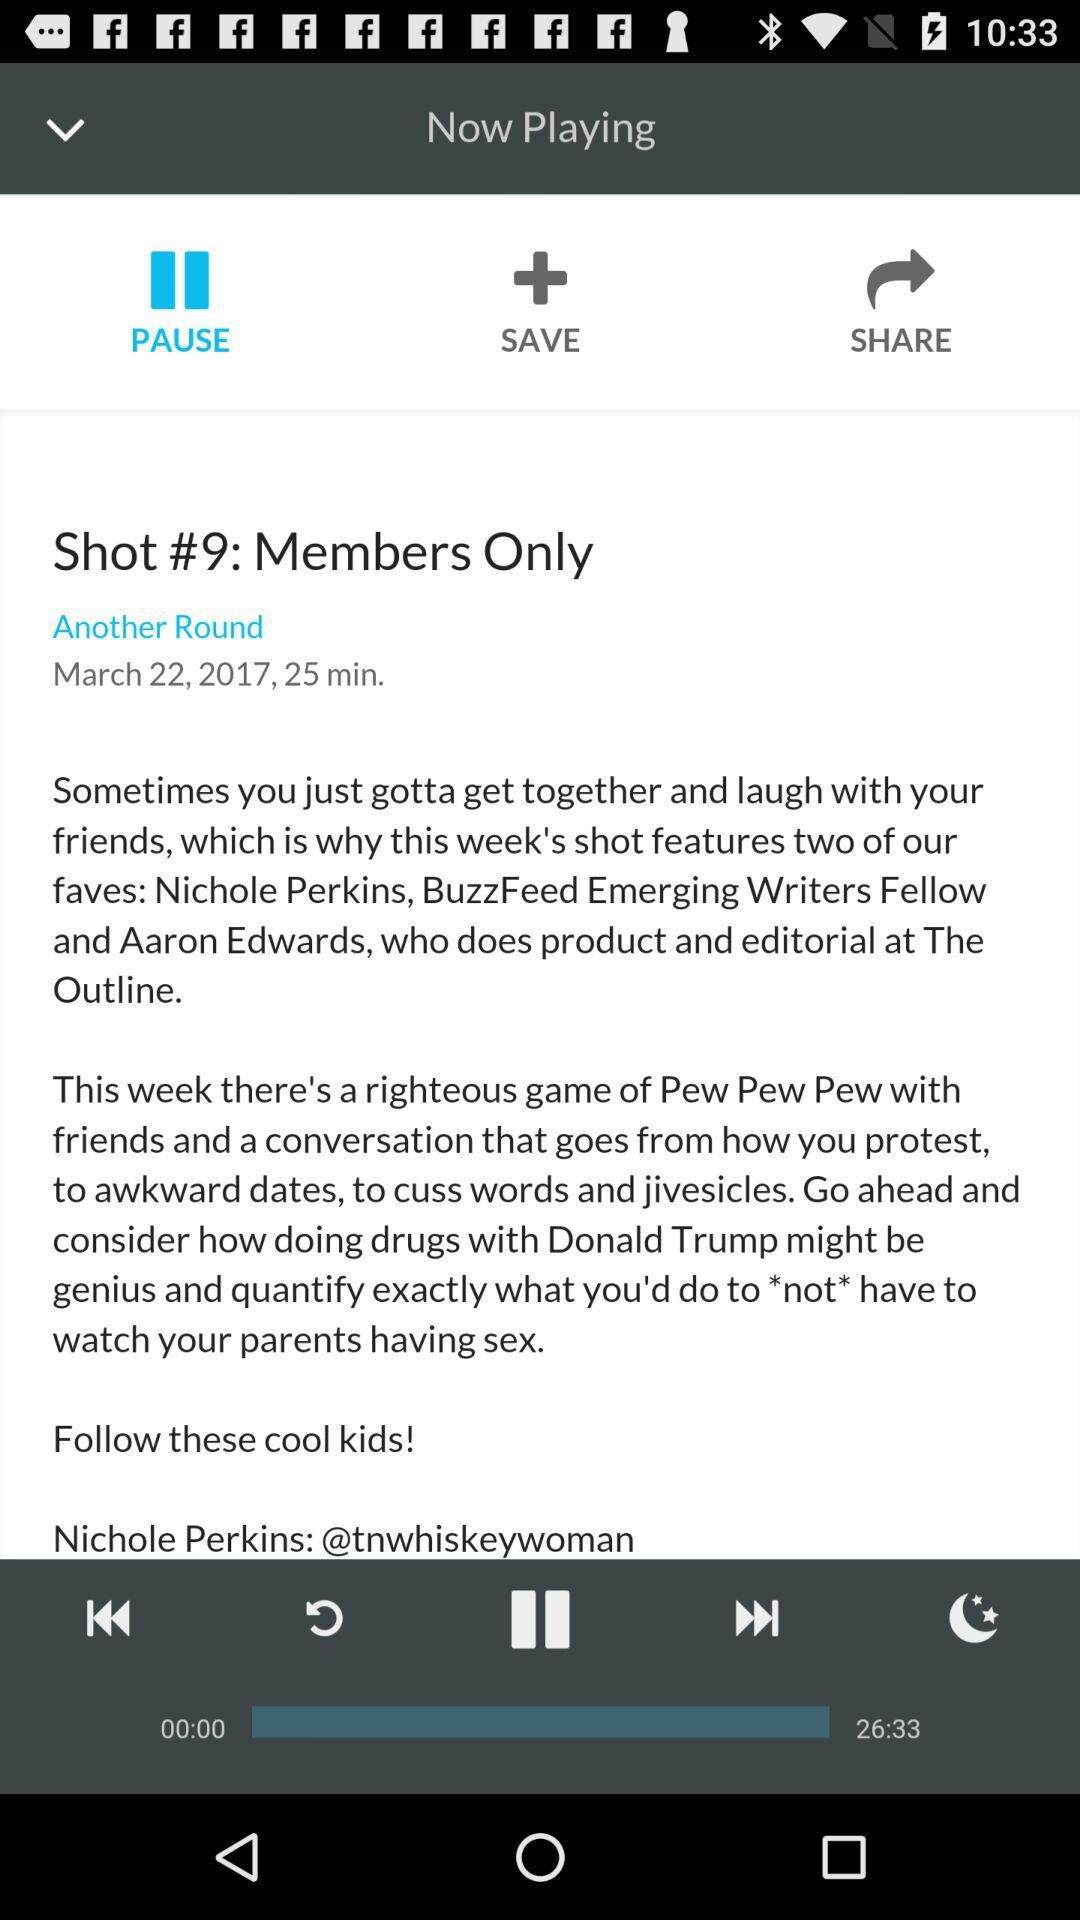 10:33
Now Playing
PAUSE
SAVE
SHARE
Shot #9: Members Only
Another Round
March 22, 2017, 25 min.
Sometimes you just gotta get together and laugh with your
friends, which is why this week's shot features two of our
faves: Nichole Perkins, BuzzFeed Emerging Writers Fellow
and Aaron Edwards, who does product and editorial at The
Outline.
This week there's a righteous game of Pew Pew Pew with
friends and a conversation that goes from how you protest,
to awkward dates, to cuss words and jivesicles. Go ahead and
consider how doing drugs with Donald Trump might be
genius and quantify exactly what you'd do to *not* have to
watch your parents having sex.
Follow these cool kids!
Nichole Perkins: @tnwhiskeywoman
00:00
26:33